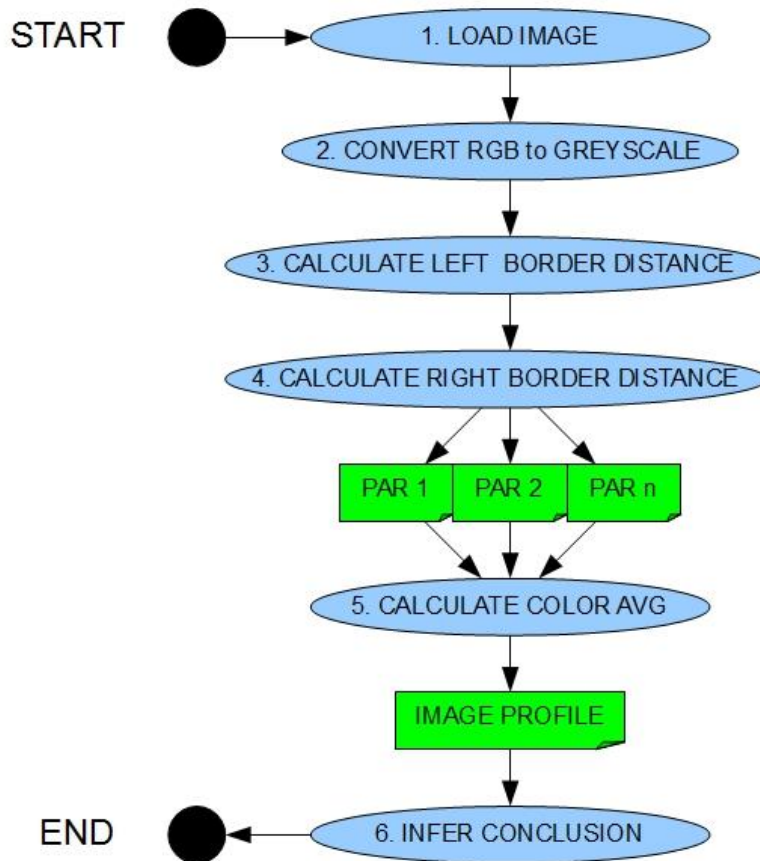 START
1. LOAD IMAGE
2. CONVERT RGB to GREYSCALE
3. CALCULATE LEFT  BORDER DISTANCE
4. CALCULATE RIGHT BORDER DISTANCE
PAR 1
PAR 2
PAR n
5. CALCULATE COLOR AVG
IMAGE PROFILE
END
6. INFER CONCLUSION